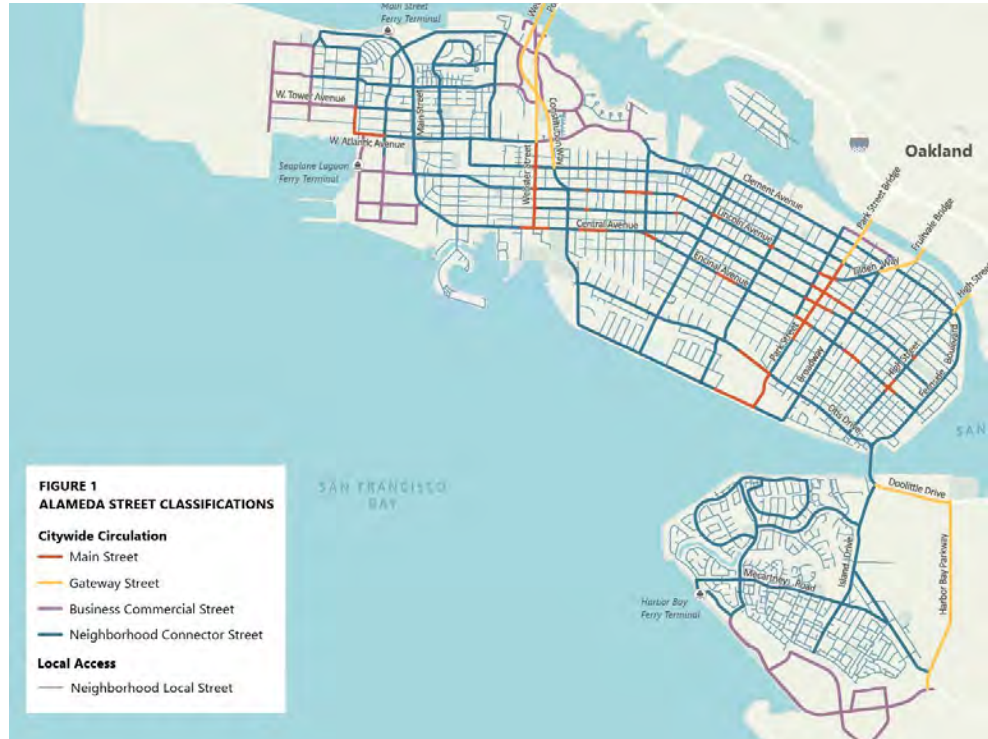 Main Street
Ferry Terminal
W. Tower Avenue
Main Street
W. Atlantic Avenue
Seaplane Lagoon
Ferry Terminal
Webster Street
Constitution Way
Central Avenue
Lincoln Avenue
Encinal Avenue
Clement Avenue
Oakland
Park Street Bridge
Fruitvale Bridge
Tilden Way
High Street
Park Street
Broadway
High Street
Fernside Boulevard
Otis Drive
SAN
SAN FRANCISCO
BAY
Doolittle Drive
Harbor Bay Parkway
Island Drive
Mecartney Road
Harbor Bay
Ferry Terminal
FIGURE 1
ALAMEDA STREET CLASSIFICATIONS
Citywide Circulation
Main Street
Gateway Street
Business Commercial Street
Neighborhood Connector Street
Local Access
Neighborhood Local Street